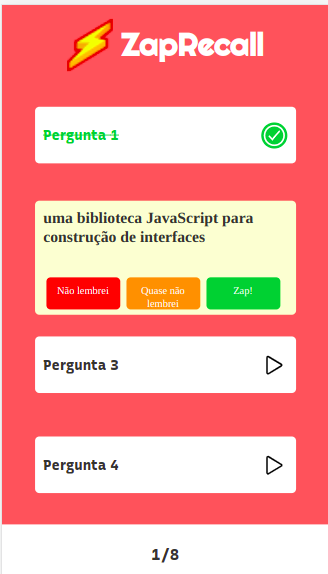 ZapRecall
Pergunta 1
uma biblioteca JavaScript para
construção de interfaces
Não lembrei
Quase não
lembrei
Zap!
Pergunta 3
Pergunta 4
1/8